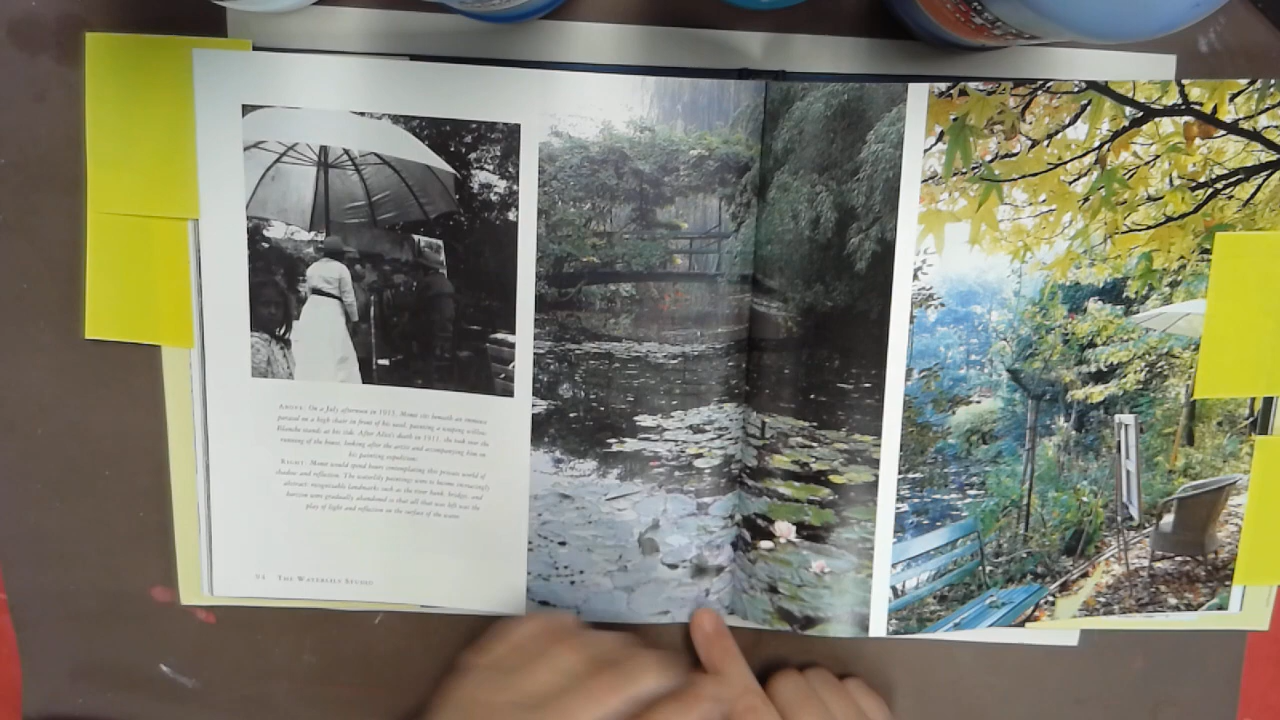 ABOVE: On a July afternoon in 1915, Monet sits beneath an immense
parasol on a high chair in front of his easel, painting a weeping willow.
Blanche stands at his side. After Alice's death in 1911, she took over the
running of the house, looking after the artist and accompanying him on
his painting expeditions.
RIGHT: Monet would spend hours contemplating this private world of
shadow and reflection. The waterlily paintings were to become increasingly
abstract: recognisable landmarks such as the river bank, bridge, and
horizon were gradually abandoned so that all that was left was the
play of light and reflection on the surface of the water.
94 THE WATERLILY STUDIO